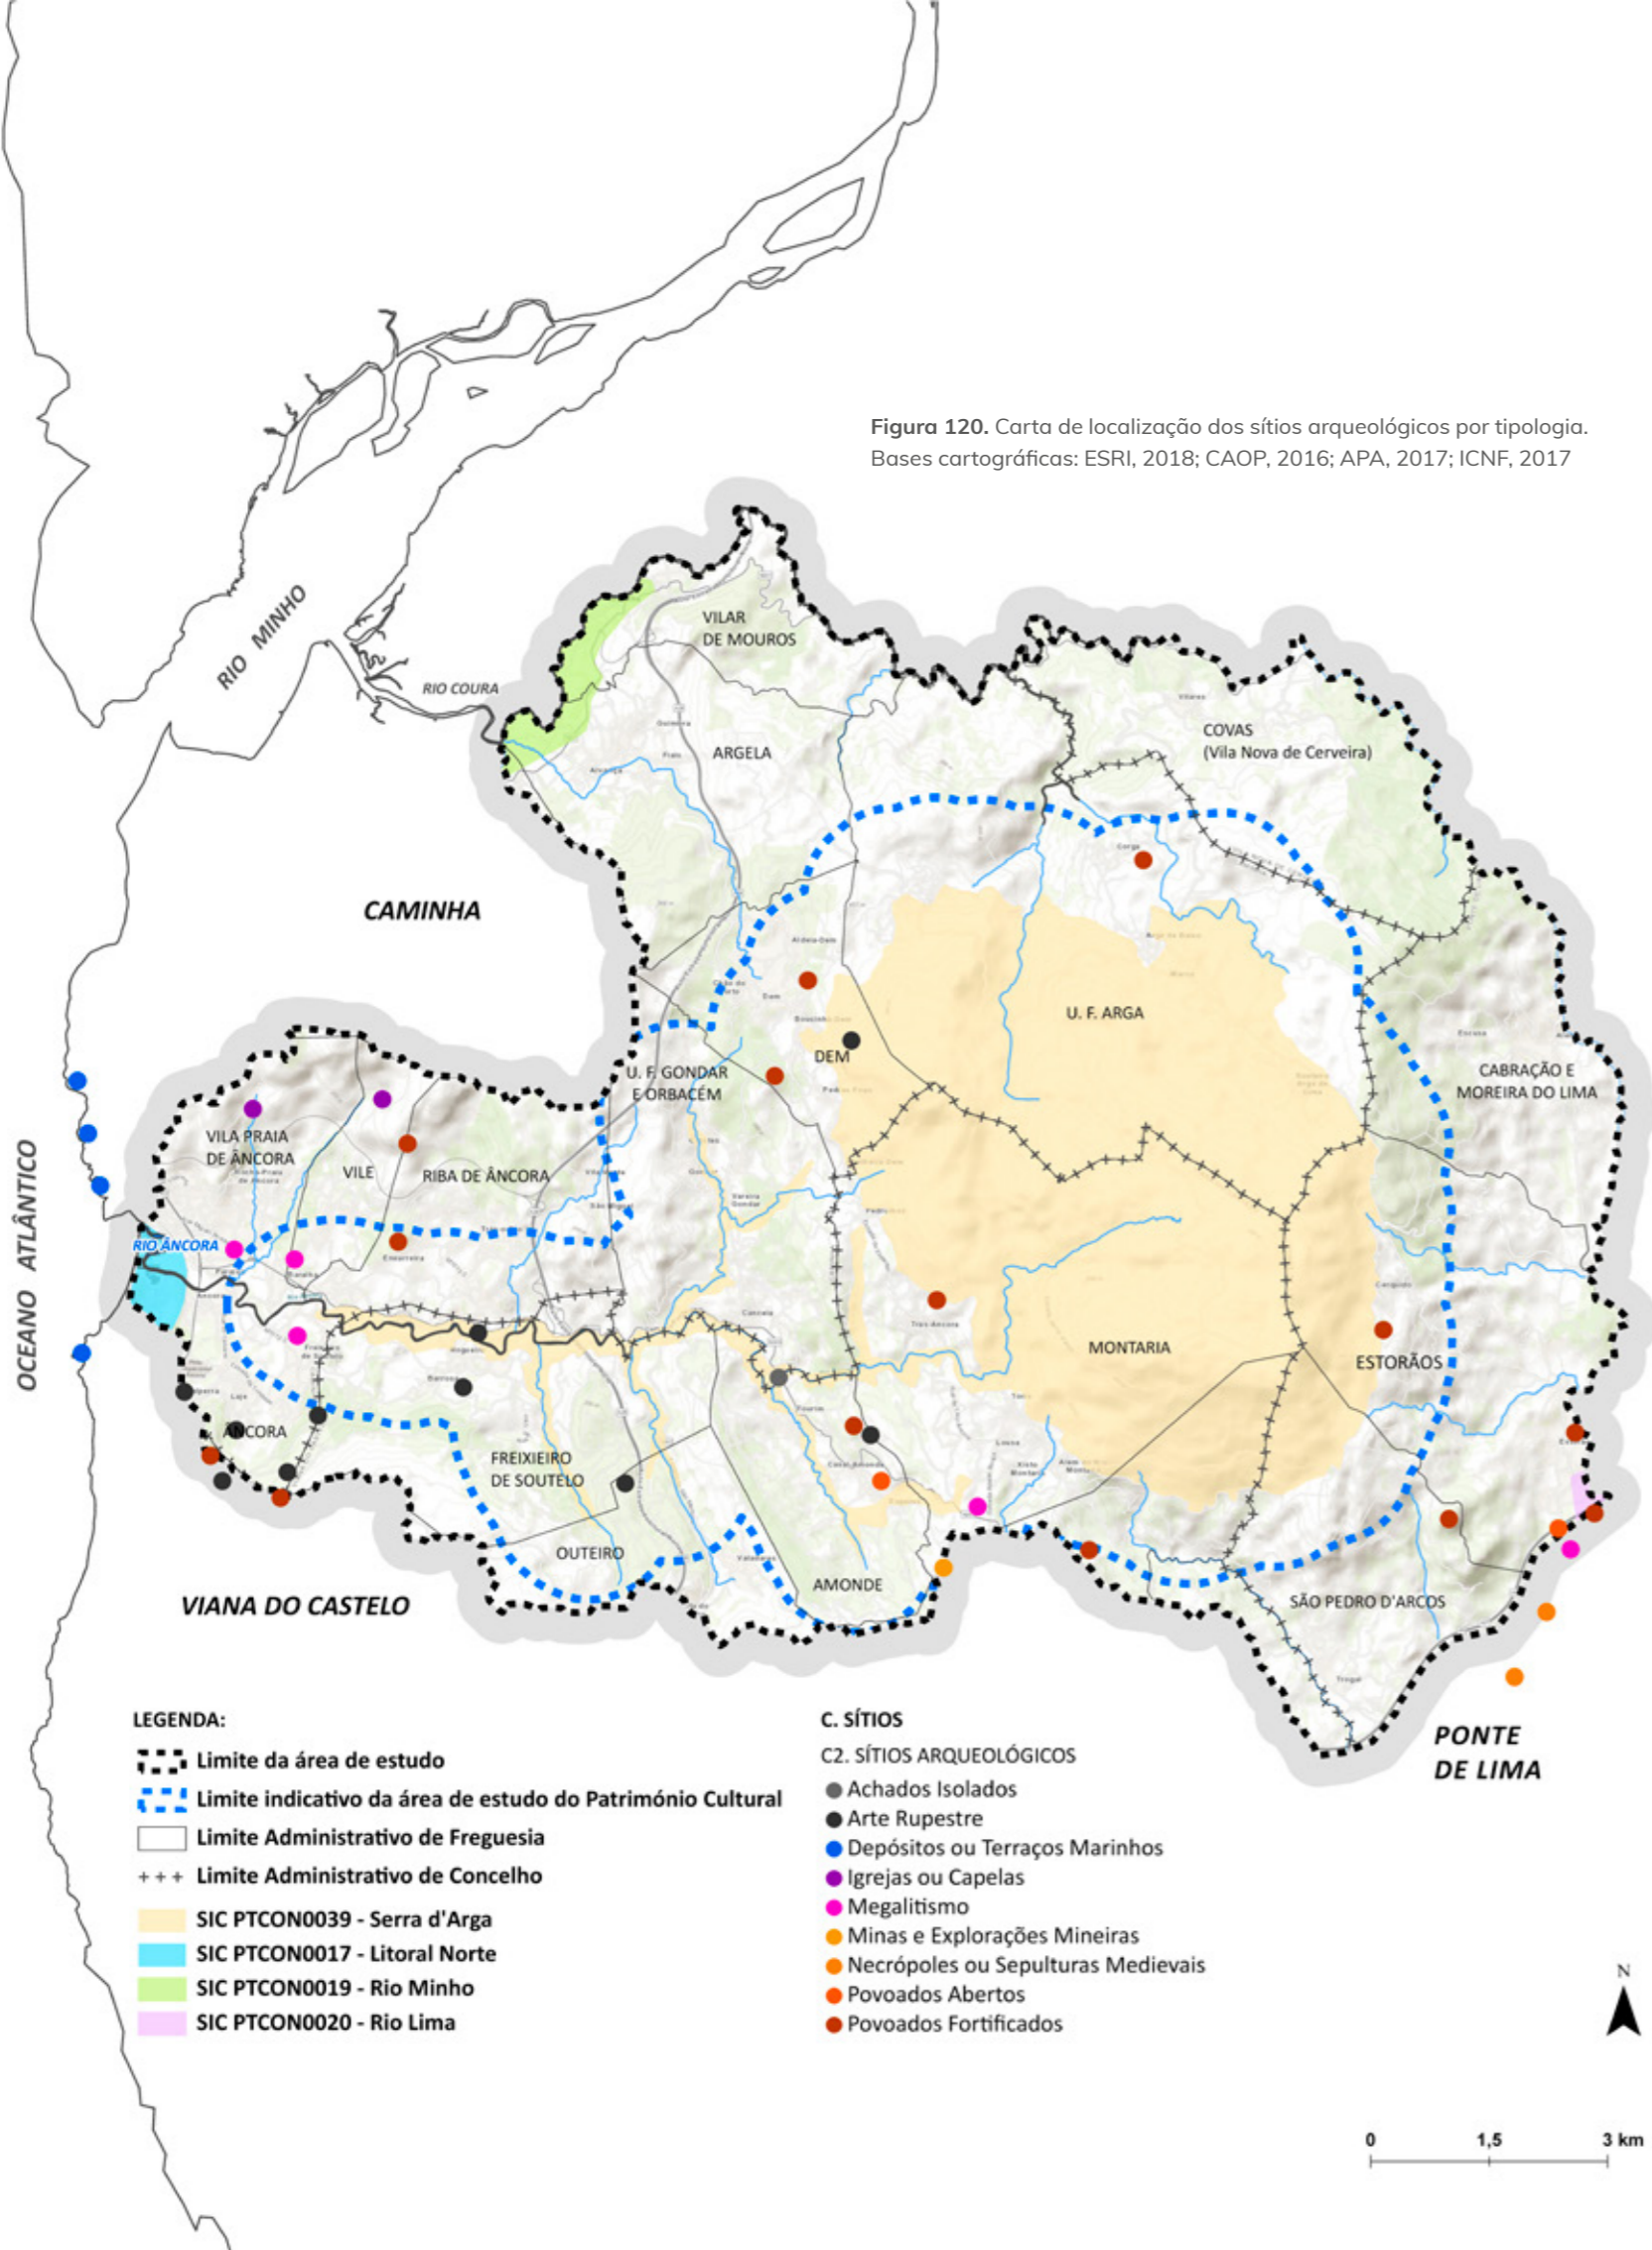 Figura 120. Carta de localização dos sítios arqueológicos por tipologia.
Bases cartográficas: ESRI, 2018; CAOP, 2016; APA, 2017; ICNF, 2017
RIO MINHO
RIO COURA
VILAR
DE MOUROS
ARGELA
COVAS
(Vila Nova de Cerveira)
CAMINHA
U. F. ARGA
DEM
U. F. GONDAR
E ORBACÉM
CABRAÇÃO E
MOREIRA DO LIMA
VILA PRAIA
DE ÂNCORA
VILE
RIBA DE ÂNCORA
OCEANO ATLÂNTICO
RIO ÂNCORA
MONTARIA
ESTORÃOS
ÂNCORA
FREIXIEIRO
DE SOUTELO
OUTEIRO
AMONDE
SÃO PEDRO D'ARCOS
VIANA DO CASTELO
PONTE
DE LIMA
LEGENDA:
Limite da área de estudo
Limite indicativo da área de estudo do Património Cultural
Limite Administrativo de Freguesia
Limite Administrativo de Concelho
SIC PTCON0039 - Serra d'Arga
SIC PTCON0017 - Litoral Norte
SIC PTCON0019 - Rio Minho
SIC PTCON0020 - Rio Lima
C. SÍTIOS
C2. SÍTIOS ARQUEOLÓGICOS
Achados Isolados
Arte Rupestre
Depósitos ou Terraços Marinhos
Igrejas ou Capelas
Megalitismo
Minas e Explorações Mineiras
Necrópoles ou Sepulturas Medievais
Povoados Abertos
Povoados Fortificados
N
0 1,5 3 km